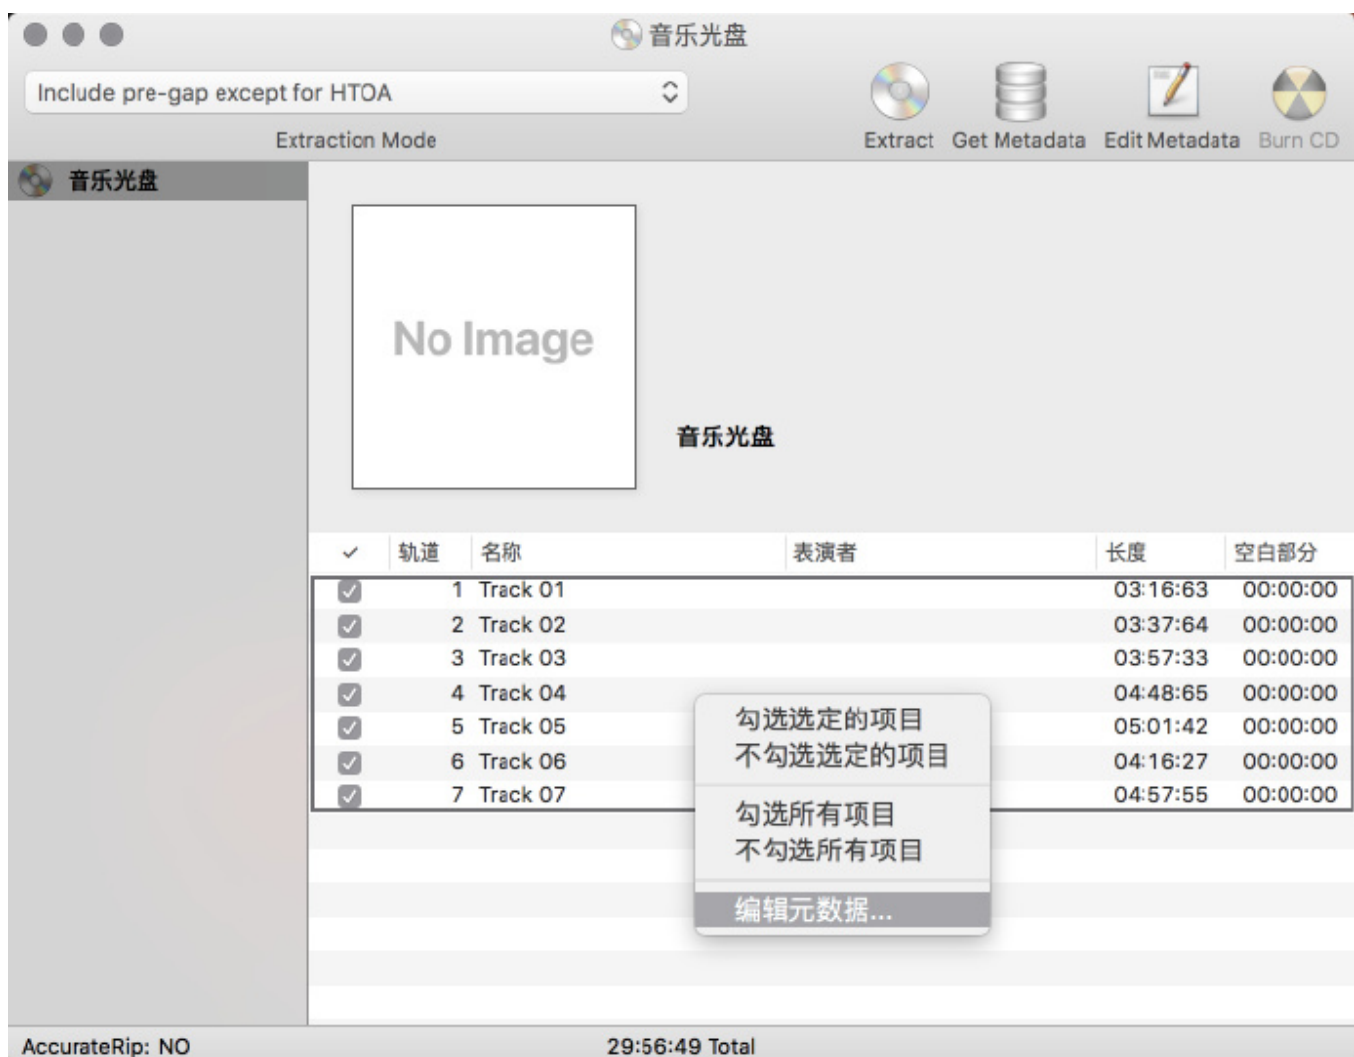 音乐光盘
Include pre-gap except for HTOA
Extraction Mode
Extract Get Metadata Edit Metadata Burn CD
音乐光盘
No Image
音乐光盘
轨道 名称 表演者 长度 空白部分
1 Track 01 03:16:63 00:00:00
2 Track 02 03:37:64 00:00:00
3 Track 03 03:57:33 00:00:00
4 Track 04 04:48:65 00:00:00
5 Track 05 05:01:42 00:00:00
6 Track 06 04:16:27 00:00:00
7 Track 07 04:57:55 00:00:00
勾选选定的项目
不勾选选定的项目
勾选所有项目
不勾选所有项目
编辑元数据...
AccurateRip: NO 29:56:49 Total